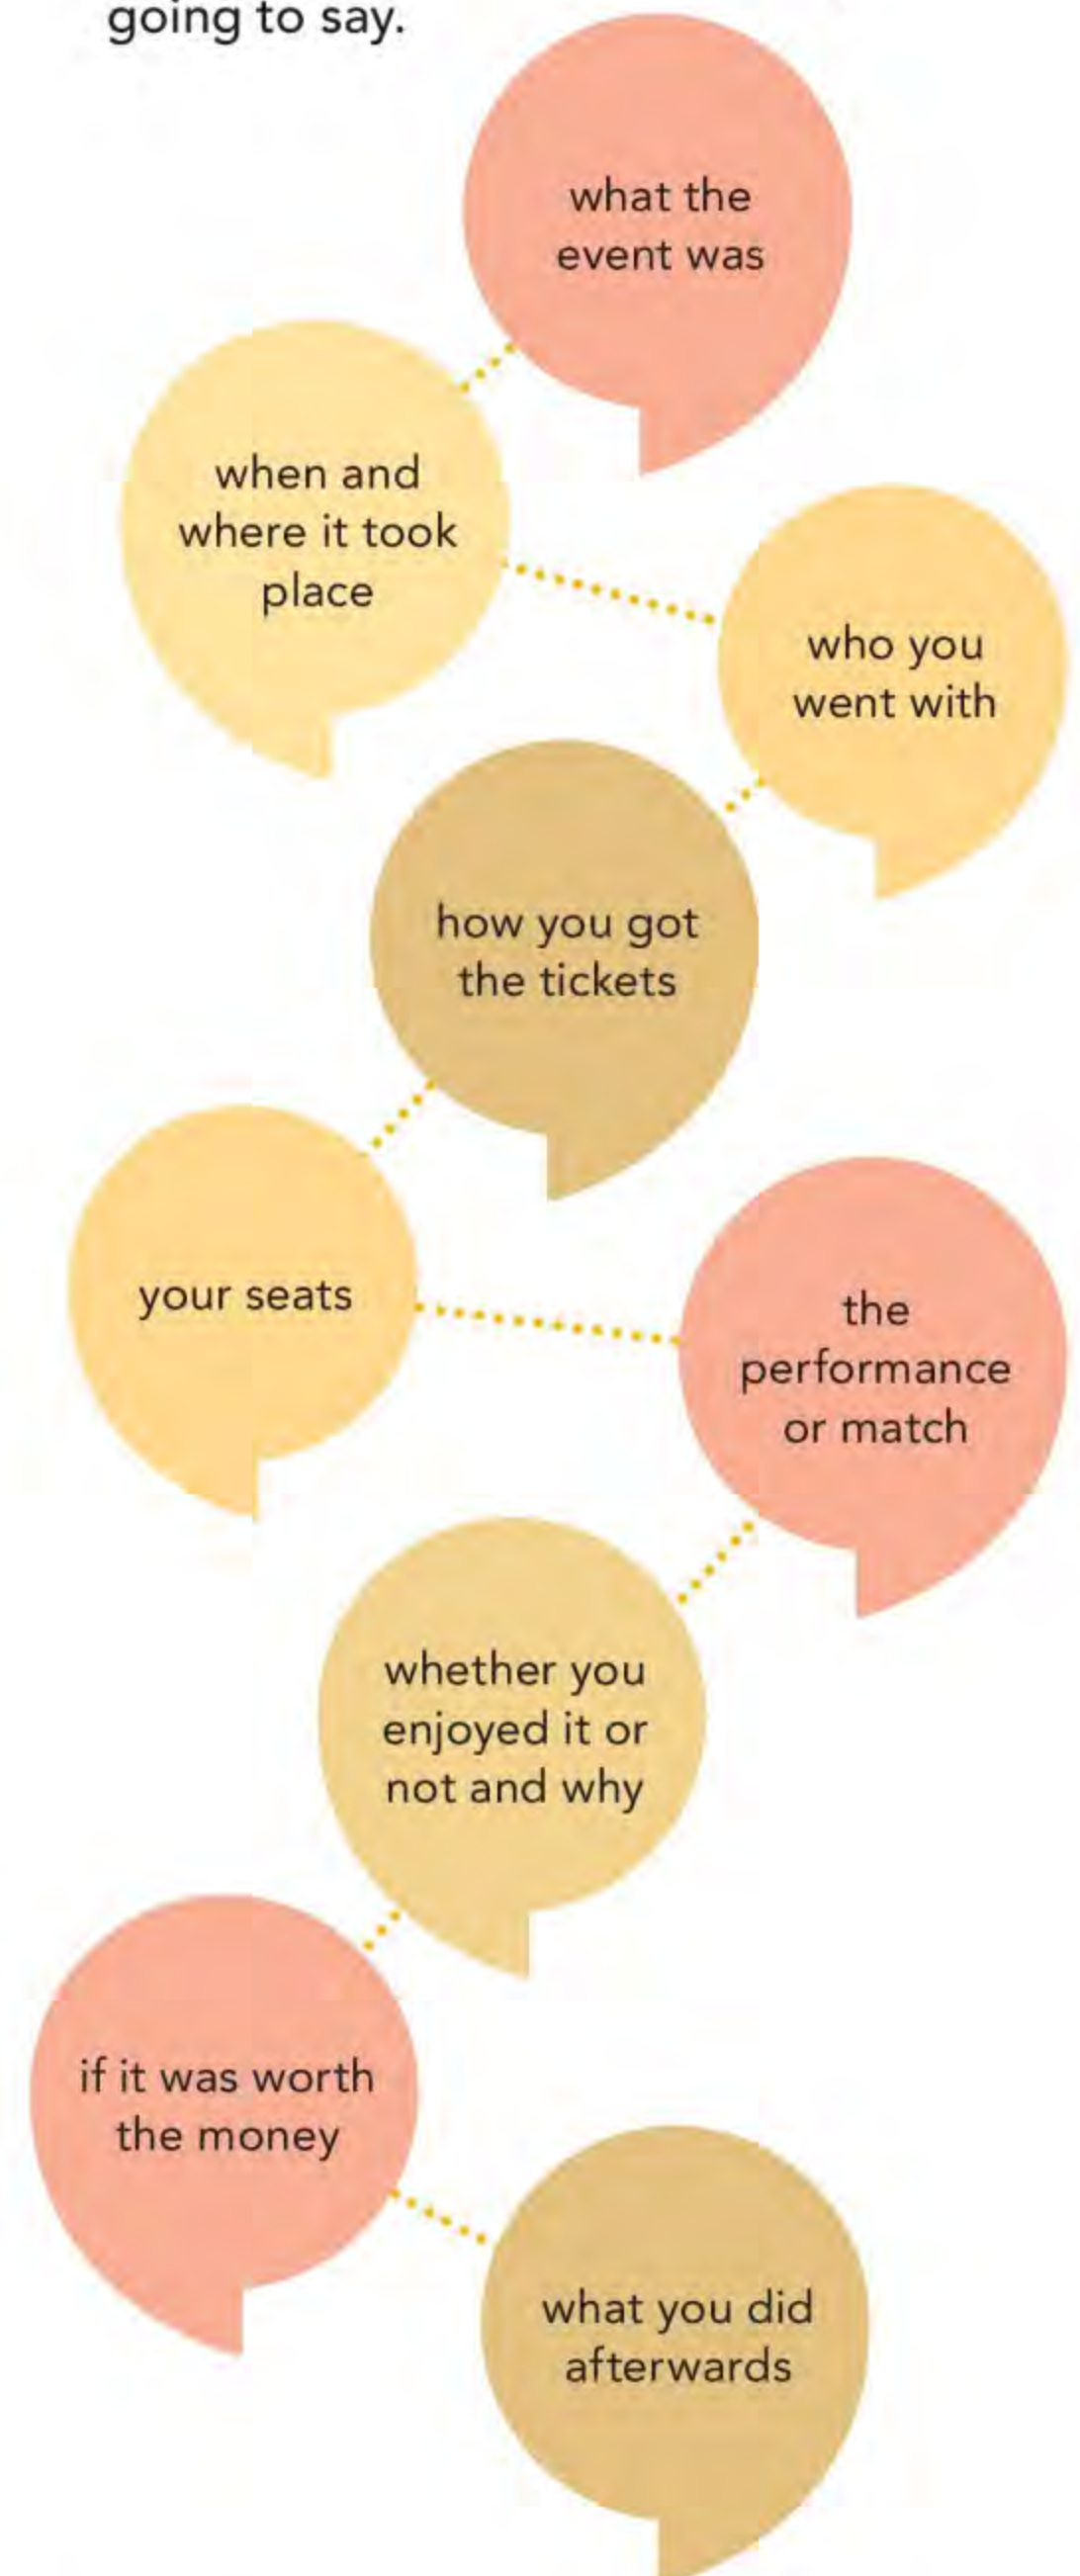 going to say.
what the
event was
when and
where it took
place
who you
went with
how you got
the tickets
your seats
the
performance
or match
whether you
enjoyed it or
not and why
if it was worth
the money
what you did
afterwards